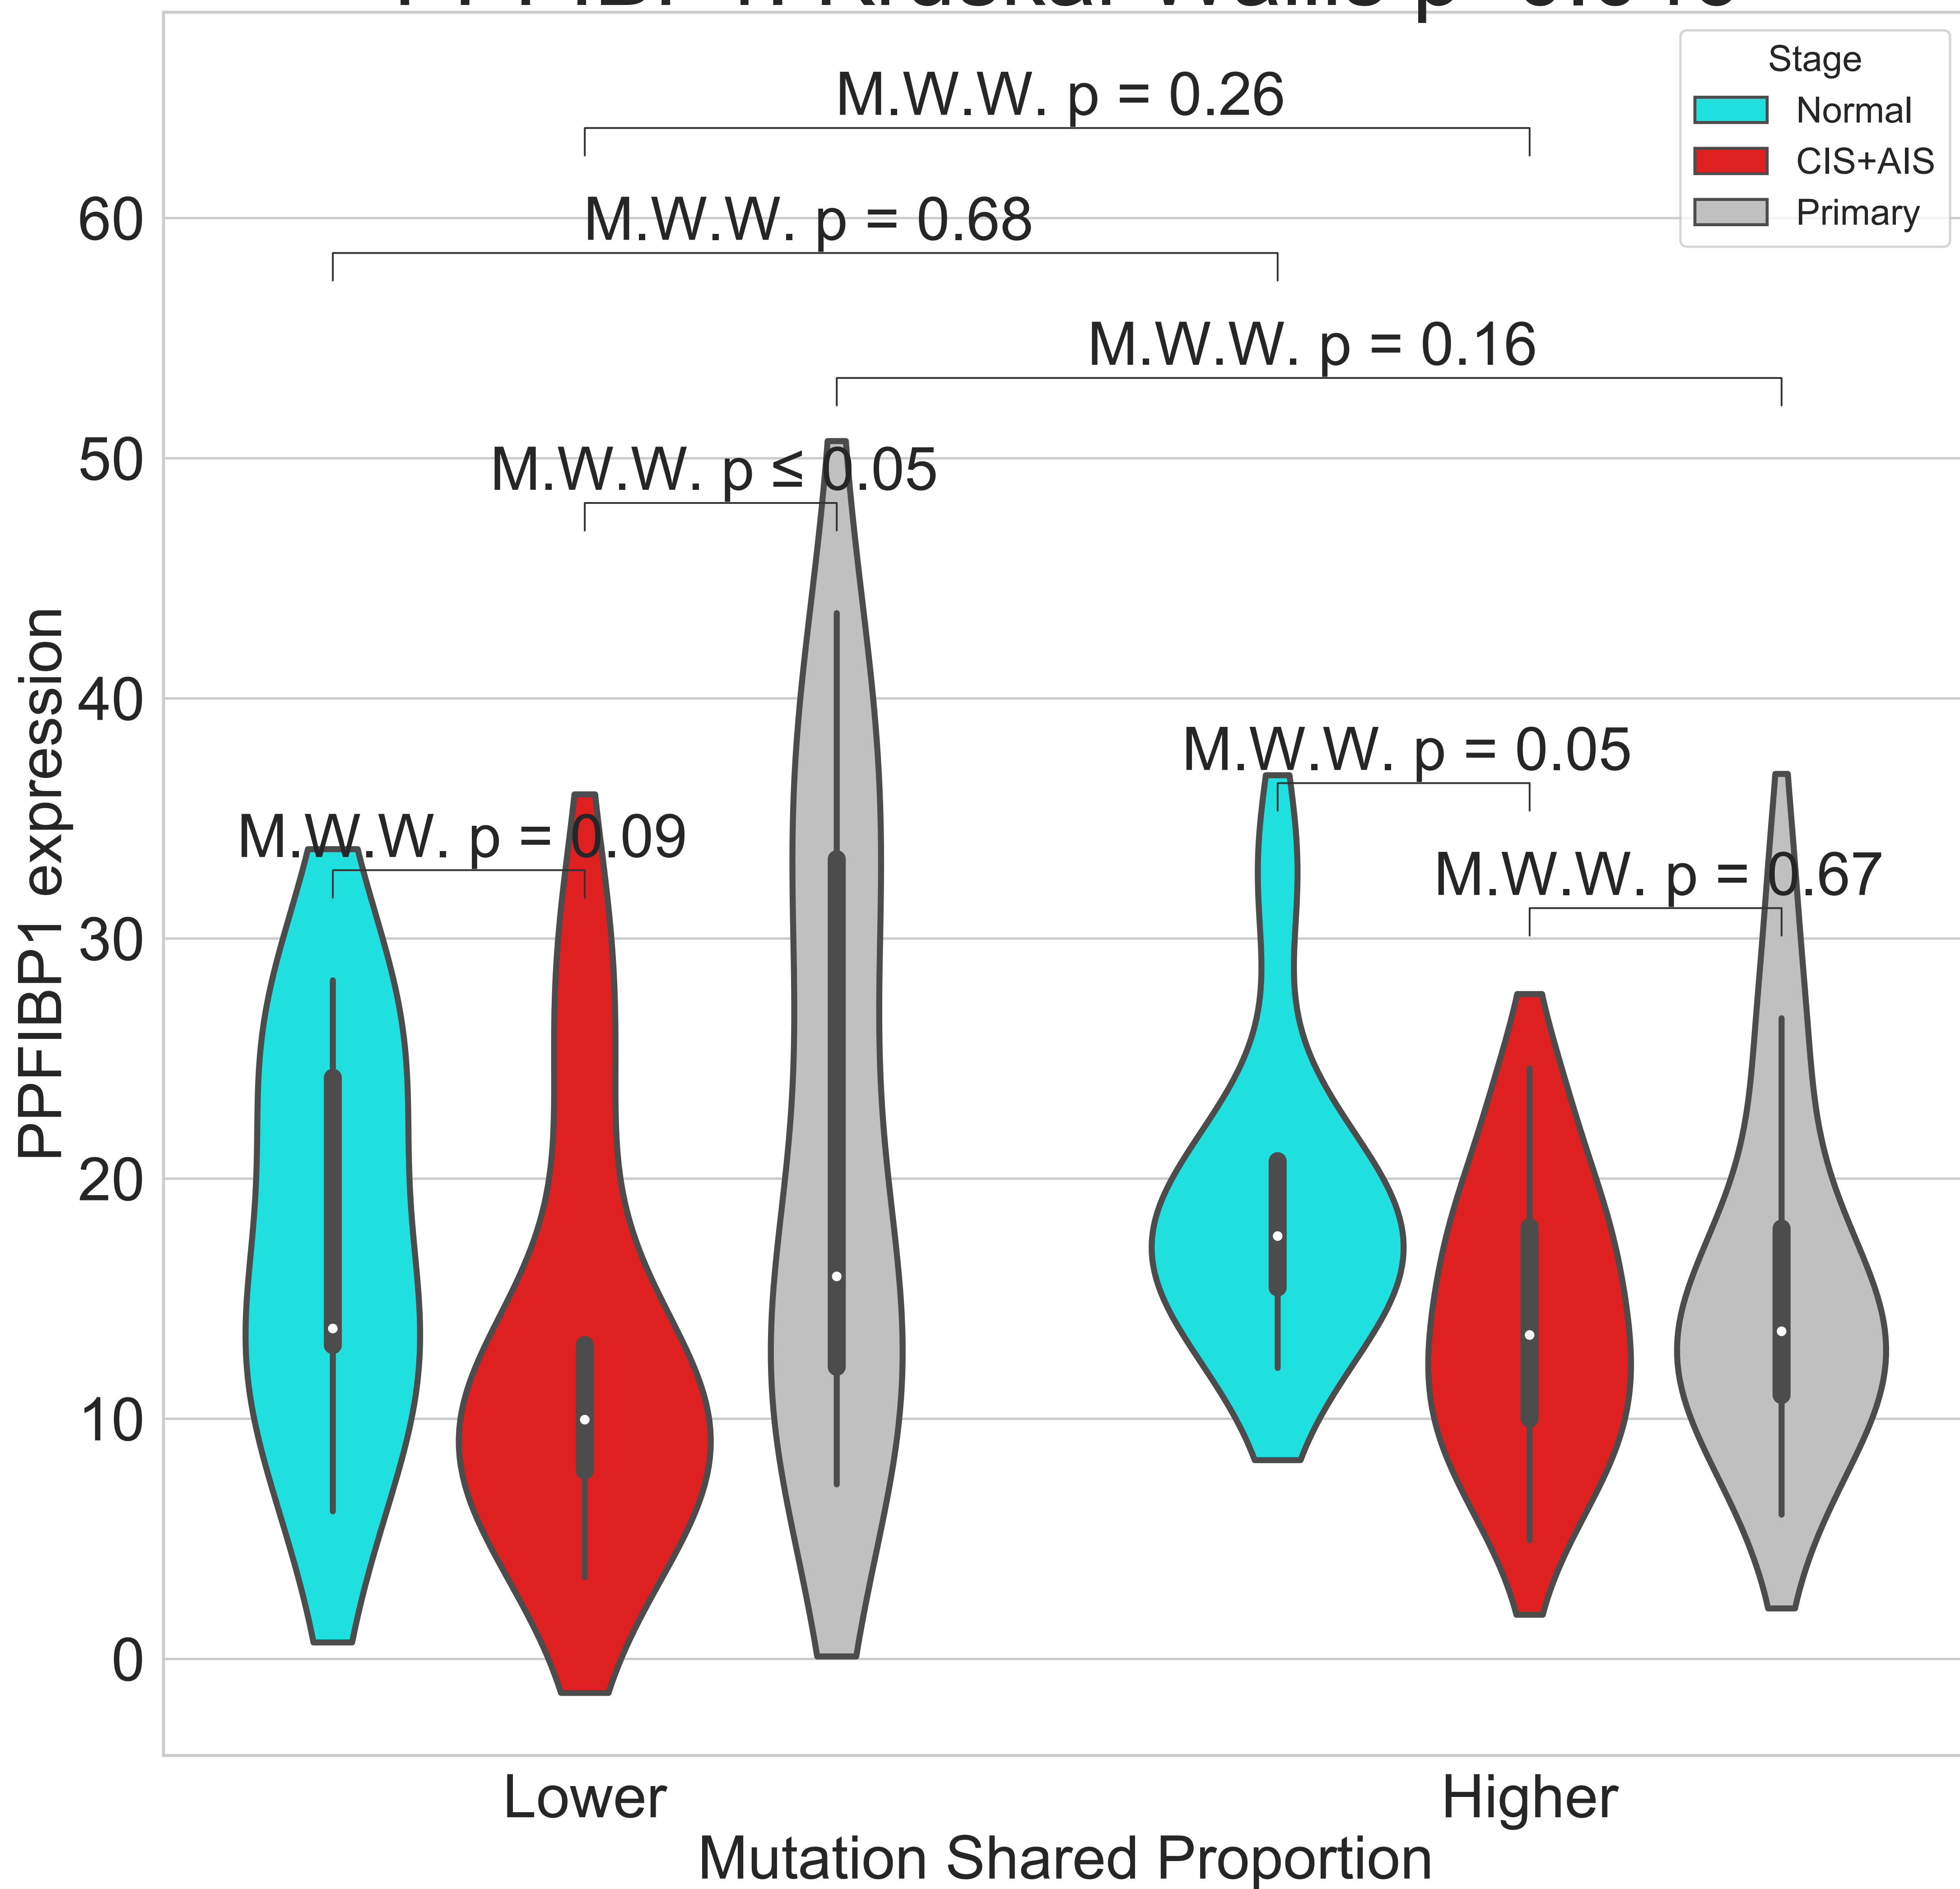 Stage
Normal
CIS+AIS
Primary
M.W.W. p = 0.26
M.W.W. p = 0.68
M.W.W. p = 0.16
M.W.W. p ≤ 0.05
M.W.W. p = 0.05
M.W.W. p = 0.09
M.W.W. p = 0.67
60
50
40
30
20
10
0
PPFIBP1 expression
Lower
Higher
Mutation Shared Proportion